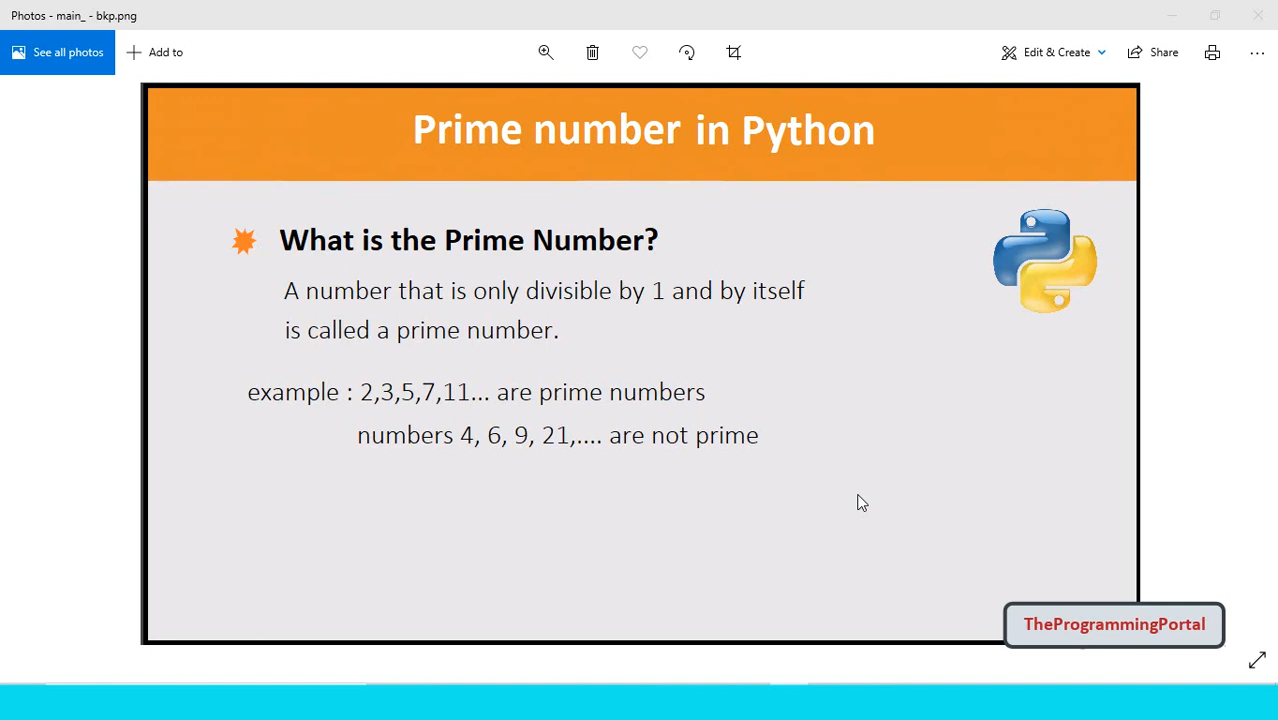 Photos - main_ - bkp.png
See all photos
Add to
Edit & Create
Share
Prime number in Python
What is the Prime Number?
A number that is only divisible by 1 and by itself
is called a prime number.
example : 2,3,5,7,11... are prime numbers
numbers 4, 6, 9, 21,.... are not prime
TheProgrammingPortal